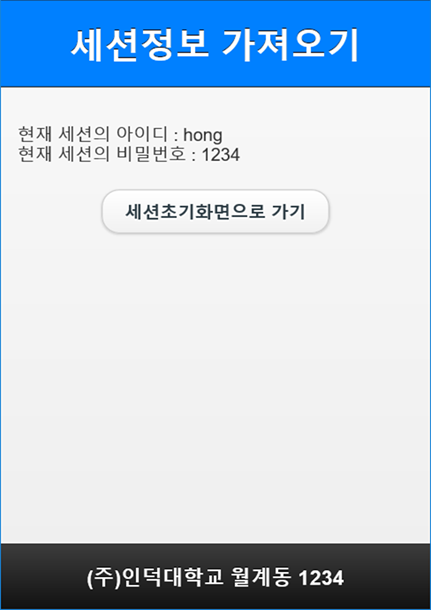 세션정보 가져오기
현재 세션의 아이디 : hong
현재 세션의 비밀번호 : 1234
세션초기화면으로 가기
(주)인덕대학교 월계동 1234